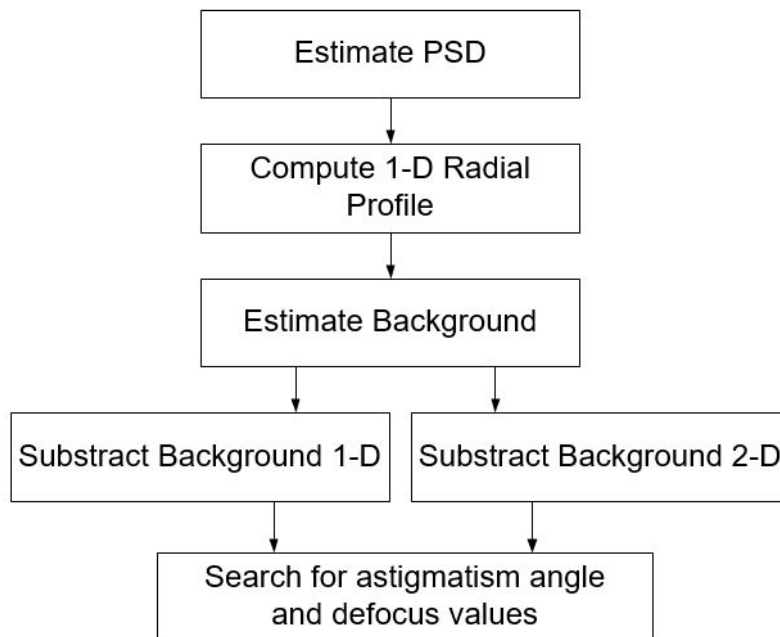 Estimate PSD
Compute 1-D Radial
Profile
Estimate Background
Substract Background 1-D
Substract Background 2-D
Search for astigmatism angle
and defocus values